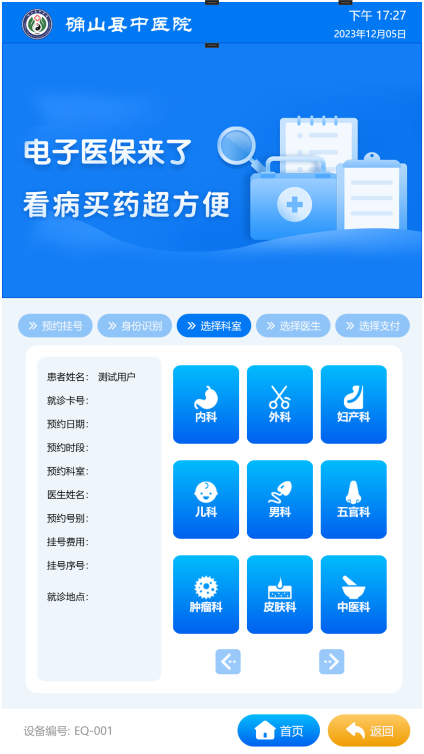 确山县中医院
下午 17:27
2023年12月05日
电子医保来了
看病买药超方便
预约挂号
身份识别
选择科室
选择医生
选择支付
患者姓名： 测试用户
就诊卡号：
预约日期：
预约时段：
预约科室：
医生姓名：
预约号别：
挂号费用：
挂号序号：
就诊地点：
内科
外科
妇产科
儿科
男科
五官科
肿瘤科
皮肤科
中医科
设备编号: EQ-001
首页
返回